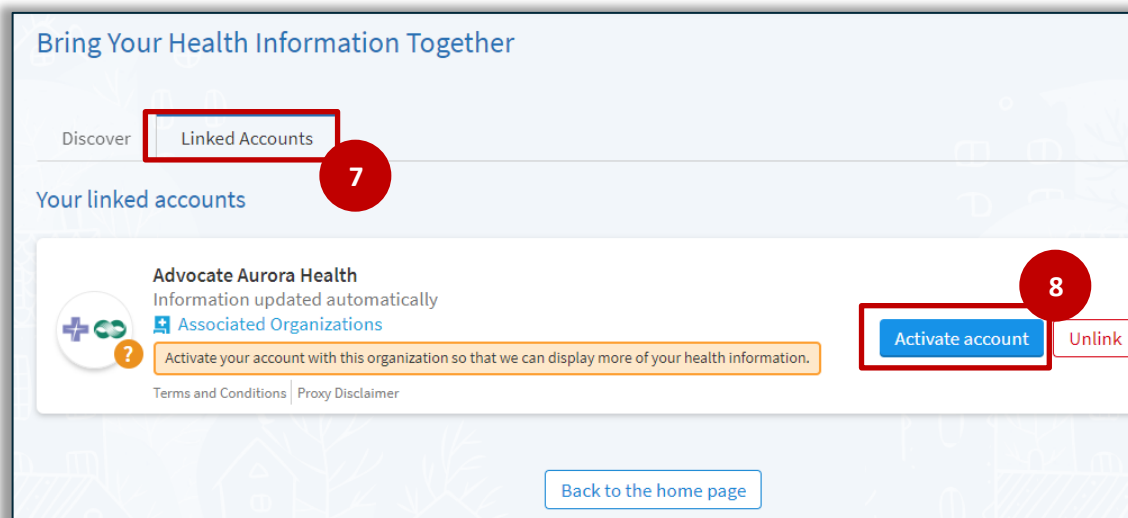 Bring Your Health Information Together
Discover
Linked Accounts
7
Your linked accounts
Advocate Aurora Health
Information updated automatically
Associated Organizations
?
Activate your account with this organization so that we can display more of your health information.
Terms and Conditions
Proxy Disclaimer
8
Activate account
Unlink
Back to the home page